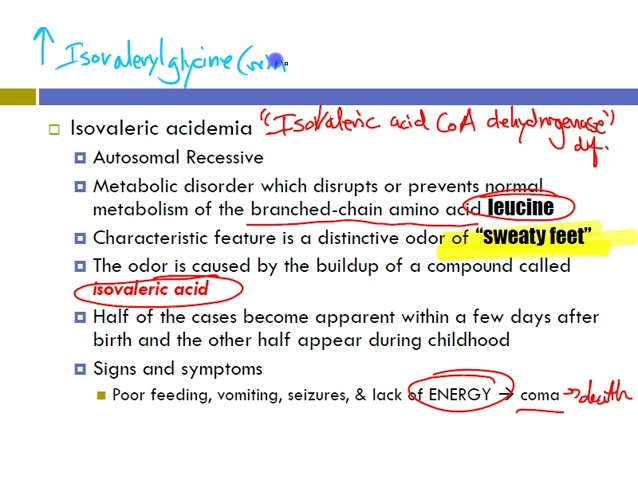 ↑ Isovalerylglycine (urin
Isovaleric acidemia "Isovaleric acid CoA dehydrogenase"
def.
Autosomal Recessive
Metabolic disorder which disrupts or prevents normal
metabolism of the branched-chain amino acid leucine
Characteristic feature is a distinctive odor of "sweaty feet"
The odor is caused by the buildup of a compound called
isovaleric acid
Half of the cases become apparent within a few days after
birth and the other half appear during childhood
Signs and symptoms
Poor feeding, vomiting, seizures, & lack of ENERGY → coma → death